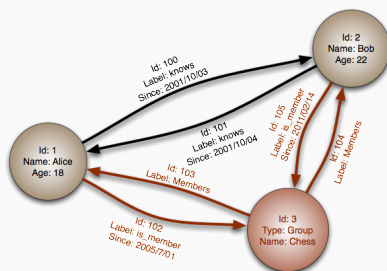 Id: 2
Name: Bob
Age: 22
Id: 100
Label: knows
Since: 2001/10/03
Id: 101
Label: knows
Since: 2001/10/04
Id: 105
Label: is_member
Since: 2011/02/14
Id: 104
Label: Members
Id: 1
Name: Alice
Age: 18
Id: 103
Label: Members
Id: 102
Label: is_member
Since: 2005/7/01
Id: 3
Type: Group
Name: Chess